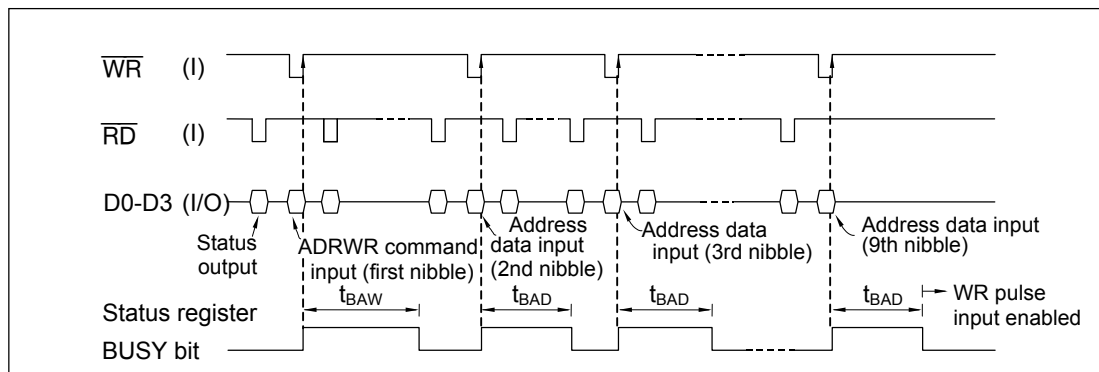 WR (I)
RD (I)
D0-D3 (I/O)
Status
output
ADRWR command
input (first nibble)
Address
data input
(2nd nibble)
Address data
input (3rd nibble)
Address data input
(9th nibble)
Status register
BUSY bit
tBAW
tBAD
tBAD
tBAD
WR pulse
input enabled